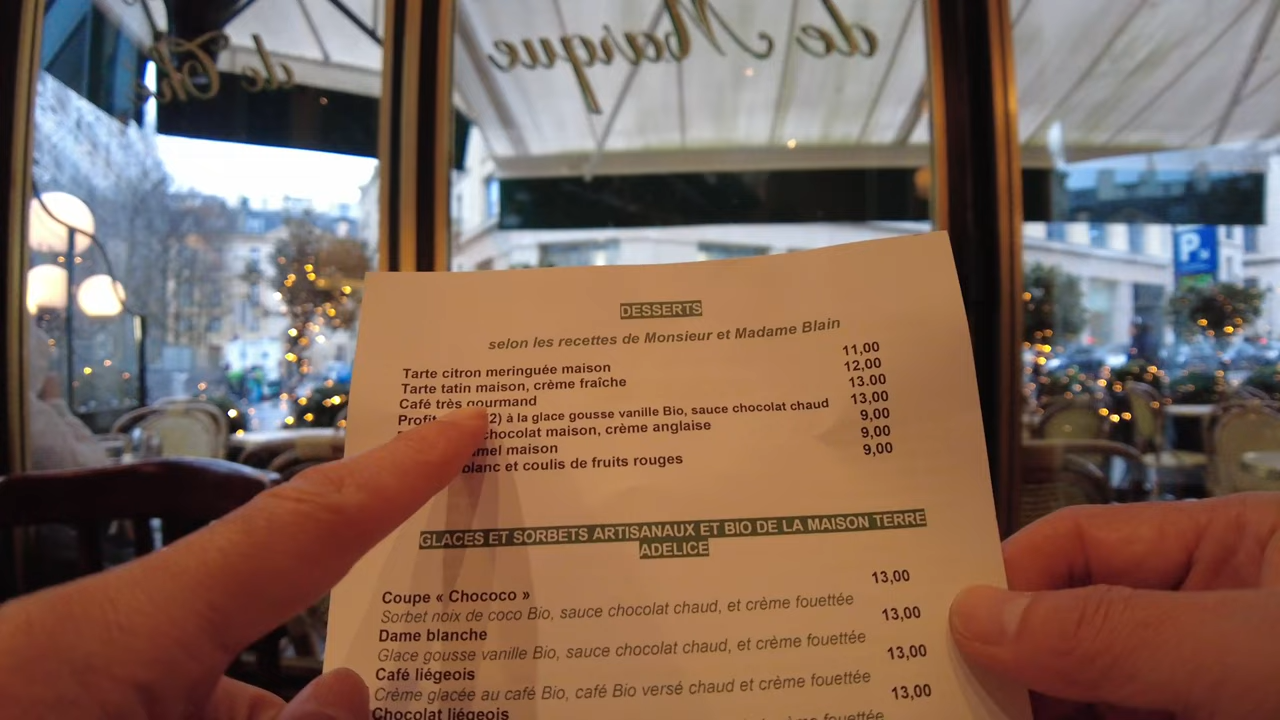 de Marque
de
P
DESSERTS
selon les recettes de Monsieur et Madame Blain
Tarte citron meringuée maison 11,00
Tarte tatin maison, crème fraîche 12,00
Café très gourmand 13.00
2) à la glace gousse vanille Bio, sauce chocolat chaud 13,00
chocolat maison, crème anglaise 9,00
maison 9,00
blanc et coulis de fruits rouges 9,00
GLACES ET SORBETS ARTISANAUX ET BIO DE LA MAISON TERRE
ADELICE
Coupe « Chococo » 13,00
Sorbet noix de coco Bio, sauce chocolat chaud, et crème fouettée
Dame blanche 13,00
Glace gousse vanille Bio, sauce chocolat chaud, et crème fouettée
Café liégeois 13,00
Crème glacée au café Bio, café Bio versé chaud et crème fouettée
Chocolat liégeois 13,00
et crème fouettée